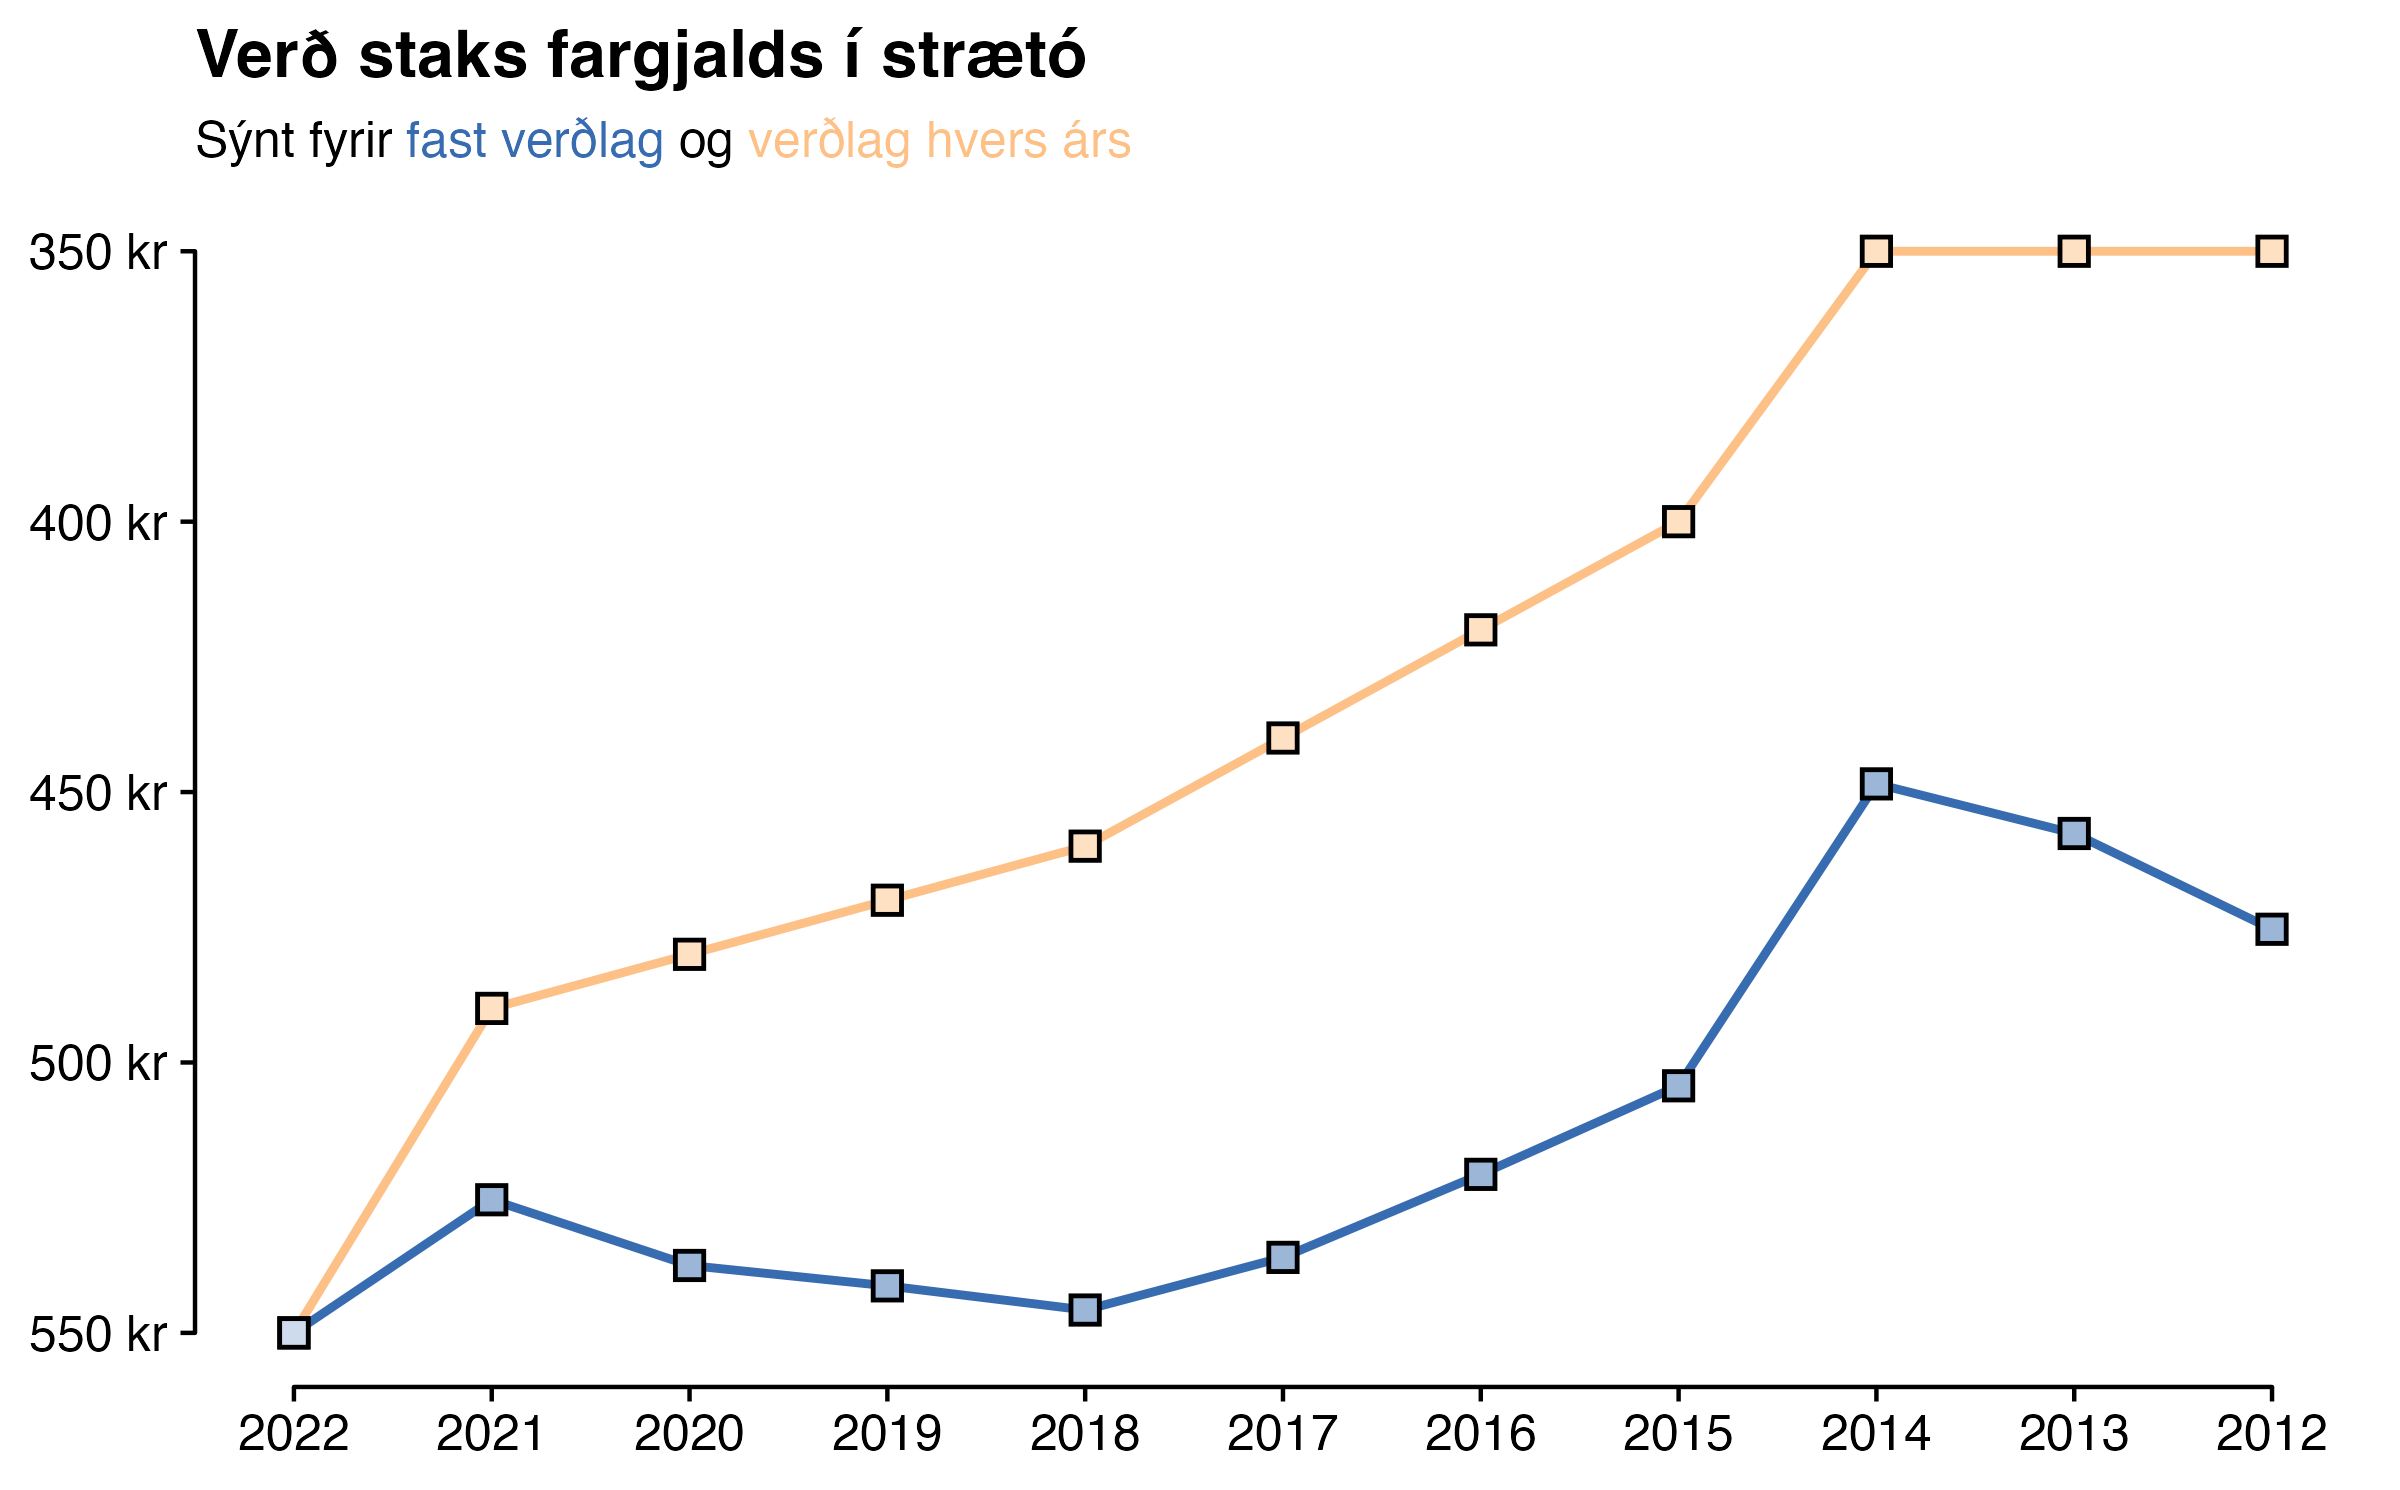 Verð staks fargjalds í strætó
Sýnt fyrir fast verðlag og verðlag hvers árs
350 kr
400 kr
450 kr
500 kr
550 kr
2022 2021 2020 2019 2018 2017 2016 2015 2014 2013 2012